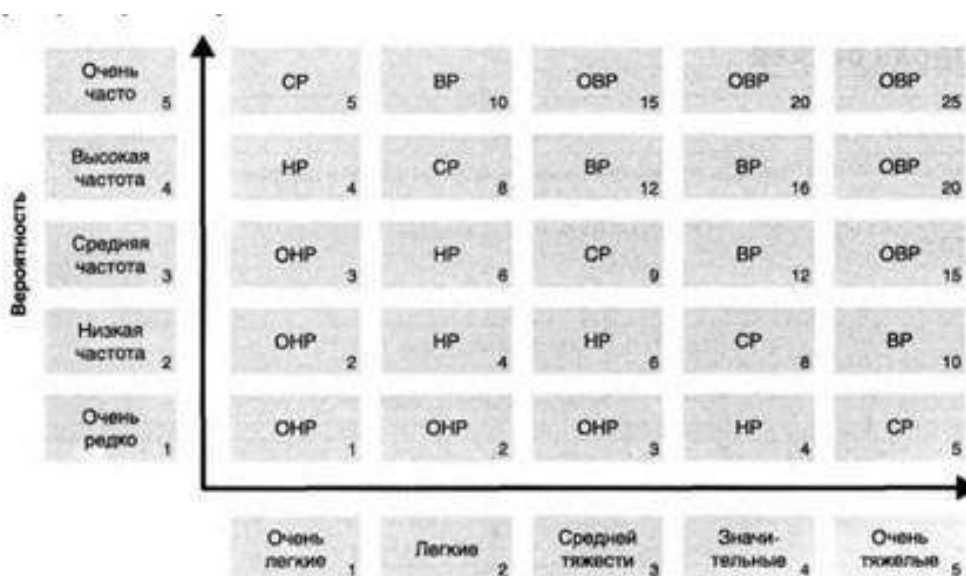 Вероятность
Очень
часто 5
СР 5
ВР 10
ОВР 15
ОВР 20
ОВР 25
Высокая
частота 4
НР 4
СР 8
ВР 12
ВР 16
ОВР 20
Средняя
частота 3
ОНР 3
НР 6
СР 9
ВР 12
ОВР 15
Низкая
частота 2
ОНР 2
НР 4
НР 6
СР 8
ВР 10
Очень
редко 1
ОНР 1
ОНР 2
ОНР 3
НР 4
СР 5
Очень
легкие 1
Легкие 2
Средней
тяжести 3
Значи-
тельные 4
Очень
тяжелые 5